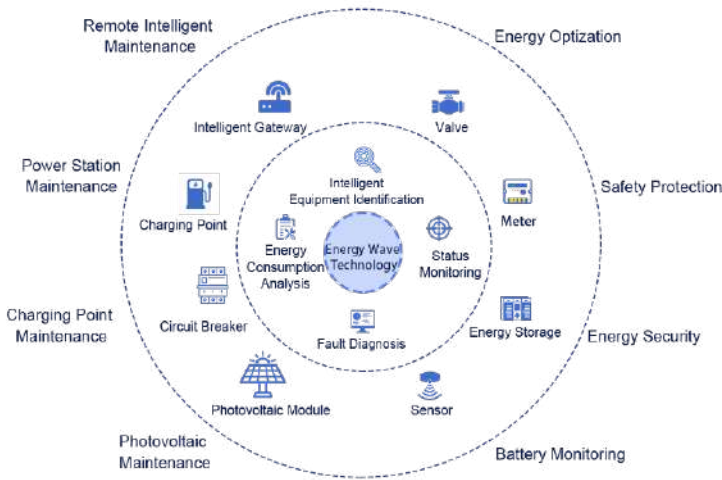 Remote Intelligent
Maintenance
Energy Optization
Intelligent Gateway
Valve
Power Station
Maintenance
Intelligent
Equipment Identification
Safety Protection
Charging Point
Meter
Energy
Consumption
Analysis
Energy Wave
Technology
Status
Monitoring
Charging Point
Maintenance
Circuit Breaker
Fault Diagnosis
Energy Storage
Energy Security
Photovoltaic Module
Sensor
Photovoltaic
Maintenance
Battery Monitoring